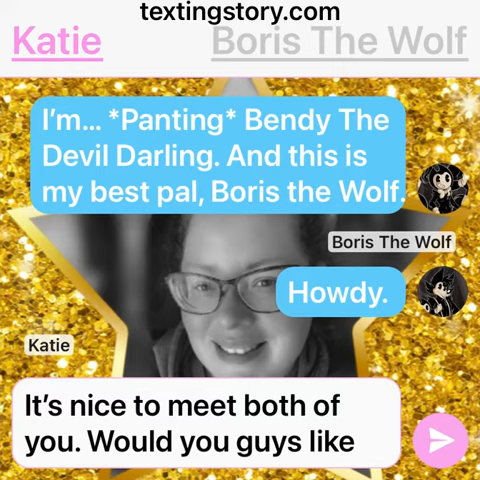 textingstory.com
Katie
Boris The Wolf
I’m... *Panting* Bendy The
Devil Darling. And this is
my best pal, Boris the Wolf.
Boris The Wolf
Howdy.
Katie
It’s nice to meet both of
you. Would you guys like